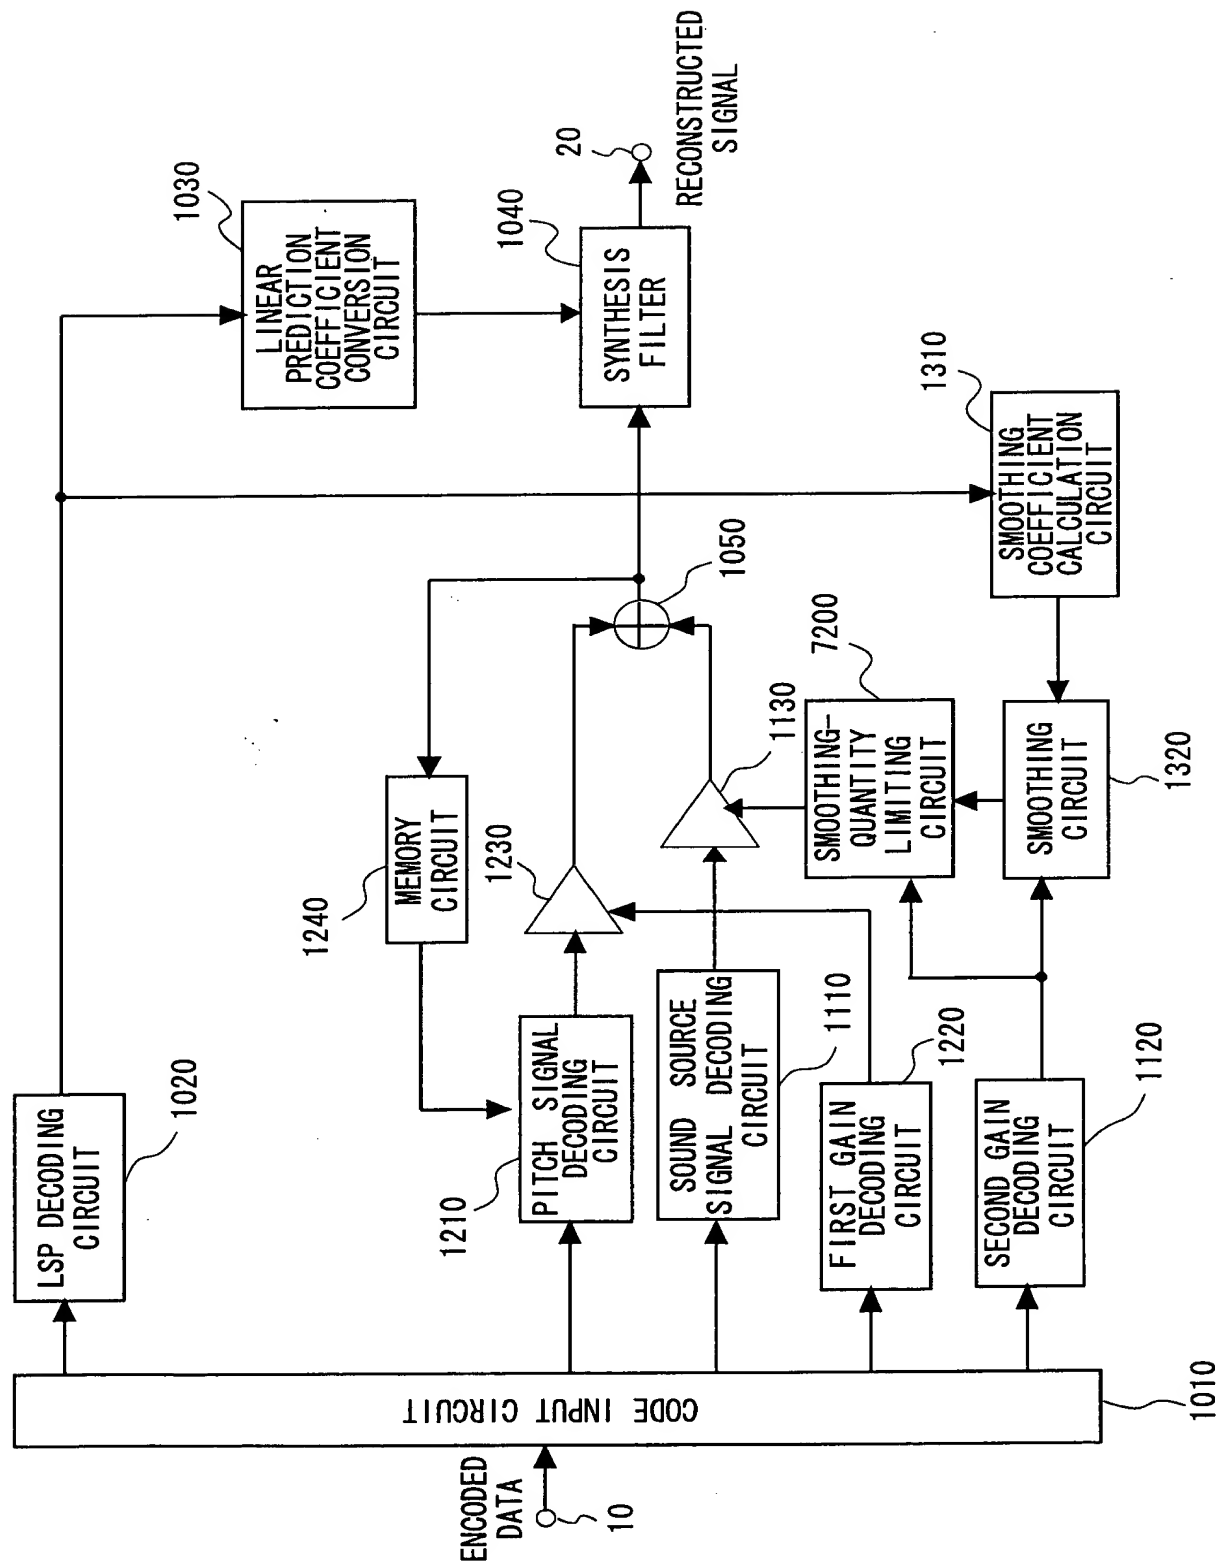 ENCODED
DATA
10
CODE INPUT CIRCUIT
1010
LSP DECODING
CIRCUIT
1020
LINEAR
PREDICTION
COEFFICIENT
CONVERSION
CIRCUIT
1030
SYNTHESIS
FILTER
1040
20
RECONSTRUCTED
SIGNAL
MEMORY
CIRCUIT
1240
PITCH SIGNAL
DECODING
CIRCUIT
1210
1230
1050
SOUND SOURCE
SIGNAL DECODING
CIRCUIT
1110
1130
FIRST GAIN
DECODING
CIRCUIT
1220
SECOND GAIN
DECODING
CIRCUIT
1120
SMOOTHING-
QUANTITY
LIMITING
CIRCUIT
7200
SMOOTHING
CIRCUIT
1320
SMOOTHING
COEFFICIENT
CALCULATION
CIRCUIT
1310